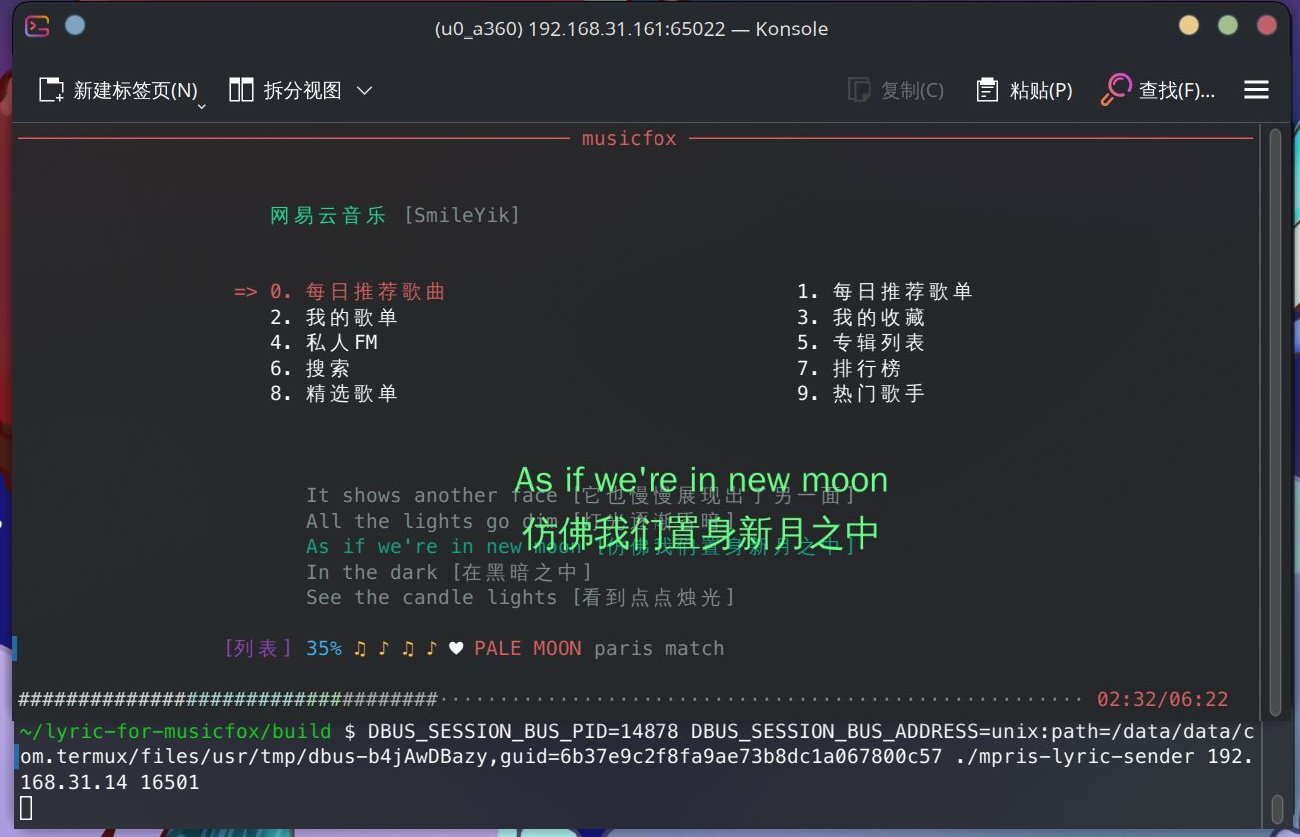 (u0_a360) 192.168.31.161:65022 — Konsole
新建标签页(N) 拆分视图 复制(C) 粘贴(P) 查找(F)...
musicfox
网易云音乐 [SmileYik]
=> 0. 每日推荐歌曲 1. 每日推荐歌单
2. 我的歌单 3. 我的收藏
4. 私人FM 5. 专辑列表
6. 搜索 7. 排行榜
8. 精选歌单 9. 热门歌手
As if we're in new moon
It shows another face [它也慢慢展现出了另一面]
All the lights go dim [灯光逐渐昏暗]
仿佛我们置身新月之中
As if we're in new moon [仿佛我们置身新月之中]
In the dark [在黑暗之中]
See the candle lights [看到点点烛光]
[列表] 35% ♫ ♪ ♫ ♪ ♥ PALE MOON paris match
###################################· 02:32/06:22
~/lyric-for-musicfox/build $ DBUS_SESSION_BUS_PID=14878 DBUS_SESSION_BUS_ADDRESS=unix:path=/data/data/c
om.termux/files/usr/tmp/dbus-b4jAwDBazy,guid=6b37e9c2f8fa9ae73b8dc1a067800c57 ./mpris-lyric-sender 192.
168.31.14 16501